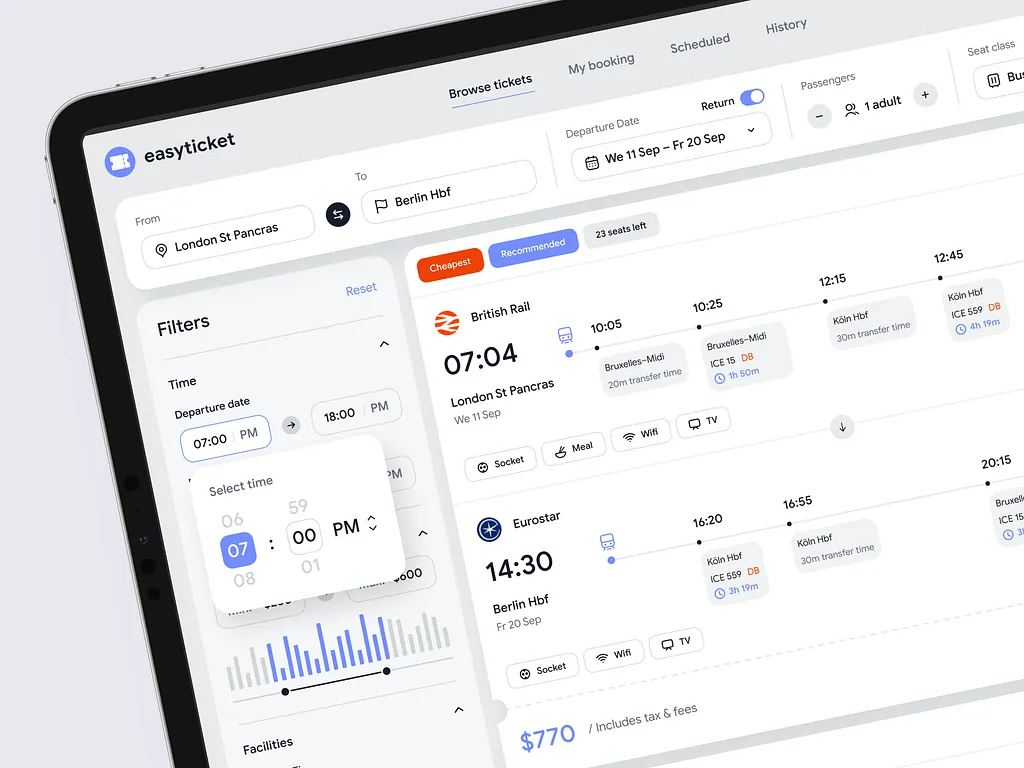 Browse tickets
My booking
Scheduled
History
easyticket
From
London St Pancras
To
Berlin Hbf
Departure Date
Return
We 11 Sep – Fr 20 Sep
Passengers
1 adult
Seat class
Filters
Reset
Time
Departure date
07:00 PM
18:00 PM
PM
Select time
06
59
07 : 00 PM
08
01
$600
Facilities
Cheapest
Recommended
23 seats left
British Rail
07:04
London St Pancras
We 11 Sep
10:05
Bruxelles-Midi
20m transfer time
10:25
Bruxelles-Midi
ICE 15 DB
1h 50m
12:15
Köln Hbf
30m transfer time
12:45
Köln Hbf
ICE 559 DB
4h 19m
Socket
Meal
Wifi
TV
Eurostar
14:30
Berlin Hbf
Fr 20 Sep
16:20
Köln Hbf
ICE 559 DB
3h 19m
16:55
Köln Hbf
30m transfer time
20:15
ICE 15
Socket
Wifi
TV
$770 / Includes tax & fees